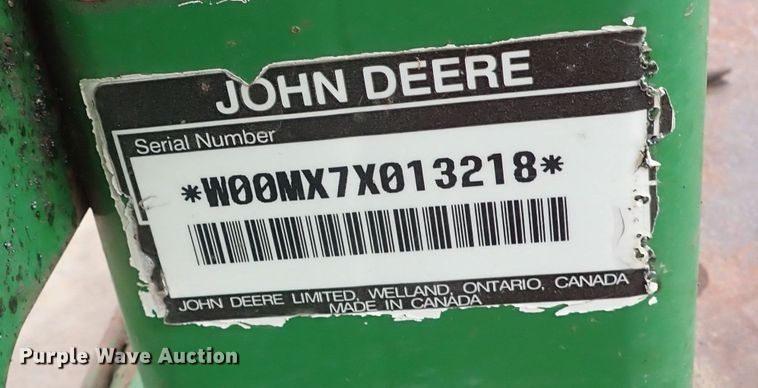 JOHN DEERE
Serial Number
*W00MX7X013218*
JOHN DEERE LIMITED, WELLAND, ONTARIO, CANADA
MADE IN CANADA
Purple Wave Auction